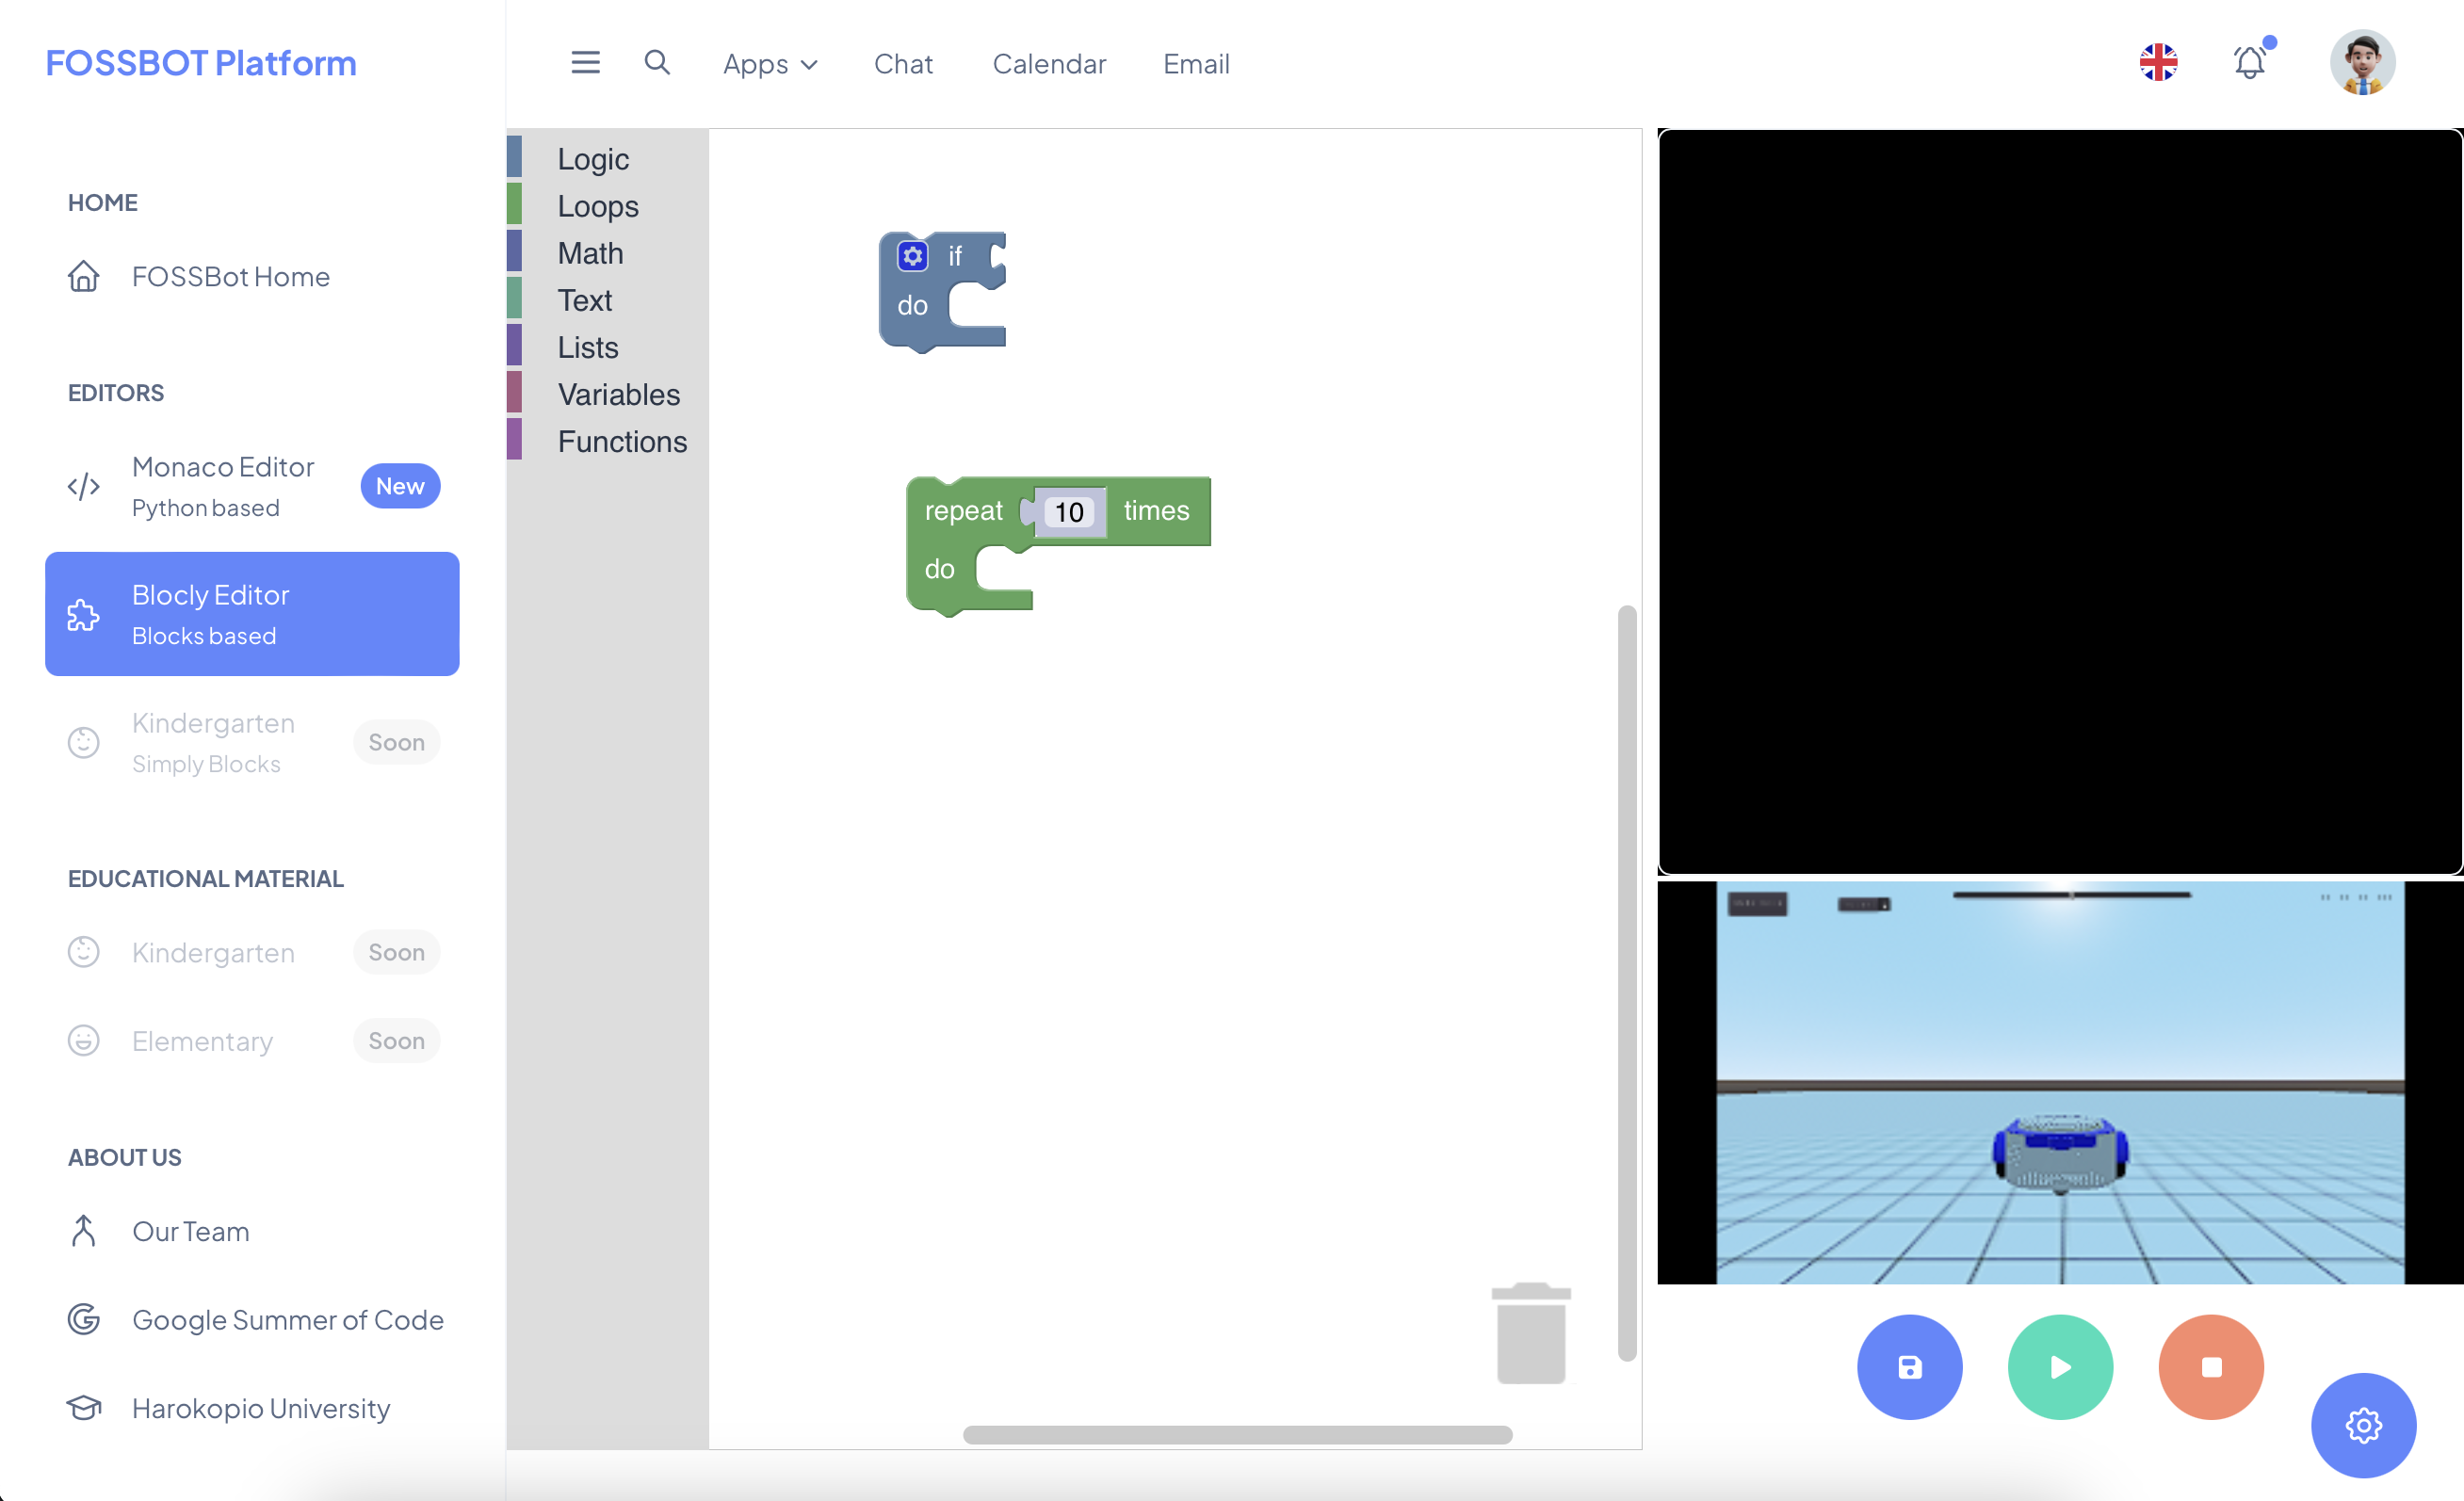 FOSSBOT Platform
Apps Chat Calendar Email
HOME
FOSSBot Home
EDITORS
Monaco Editor
Python based
New
Blocly Editor
Blocks based
Kindergarten
Simply Blocks
Soon
EDUCATIONAL MATERIAL
Kindergarten Soon
Elementary Soon
ABOUT US
Our Team
Google Summer of Code
Harokopio University
Logic
Loops
Math
Text
Lists
Variables
Functions
if
do
repeat 10 times
do